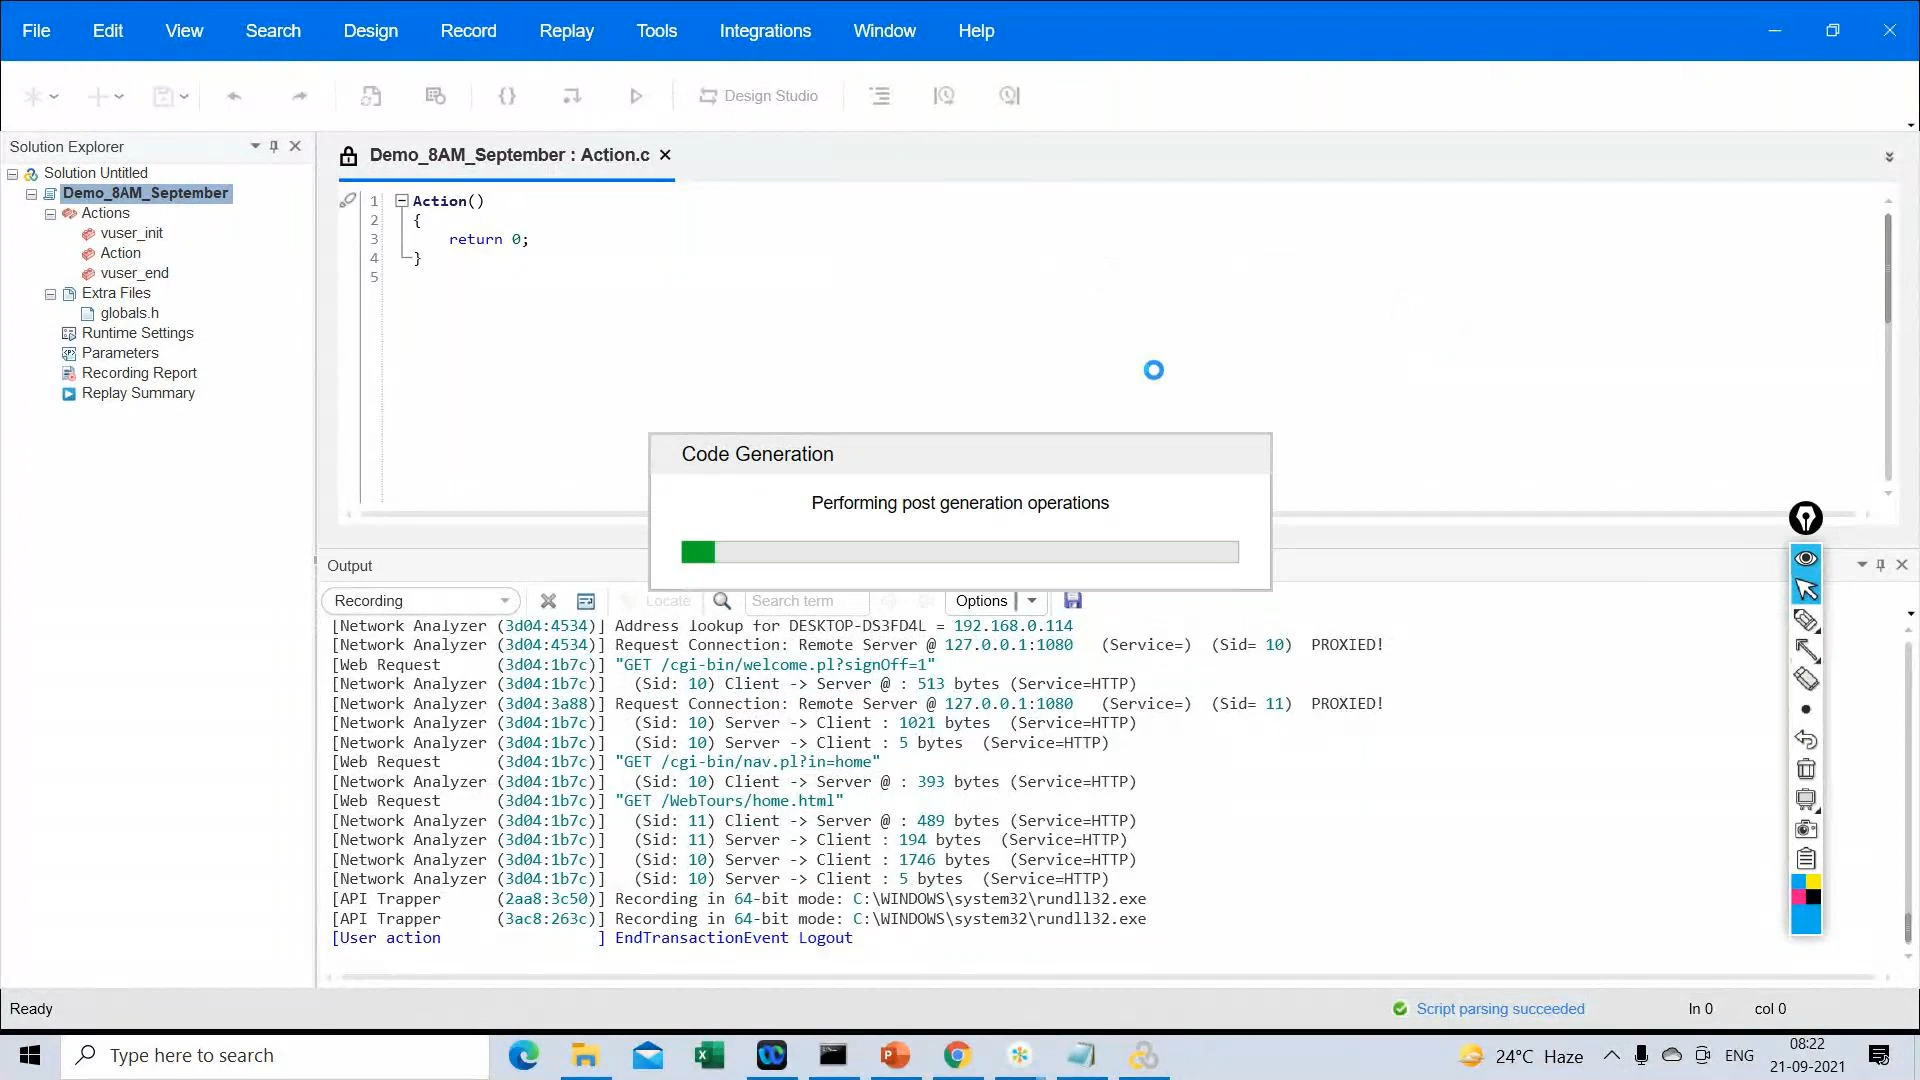 File Edit View Search Design Record Replay Tools Integrations Window Help
Design Studio
Solution Explorer
Solution Untitled
Demo_8AM_September
Actions
vuser_init
Action
vuser_end
Extra Files
globals.h
Runtime Settings
Parameters
Recording Report
Replay Summary
Demo_8AM_September : Action.c
1 Action()
2 {
3 return 0;
4 }
5
Code Generation
Performing post generation operations
Output
Recording Locate Search term Options
[Network Analyzer (3d04:4534)] Address lookup for DESKTOP-DS3FD4L = 192.168.0.114
[Network Analyzer (3d04:4534)] Request Connection: Remote Server @ 127.0.0.1:1080 (Service=) (Sid= 10) PROXIED!
[Web Request (3d04:1b7c)] "GET /cgi-bin/welcome.pl?signOff=1"
[Network Analyzer (3d04:1b7c)] (Sid: 10) Client -> Server @ : 513 bytes (Service=HTTP)
[Network Analyzer (3d04:3a88)] Request Connection: Remote Server @ 127.0.0.1:1080 (Service=) (Sid= 11) PROXIED!
[Network Analyzer (3d04:1b7c)] (Sid: 10) Server -> Client : 1021 bytes (Service=HTTP)
[Network Analyzer (3d04:1b7c)] (Sid: 10) Server -> Client : 5 bytes (Service=HTTP)
[Web Request (3d04:1b7c)] "GET /cgi-bin/nav.pl?in=home"
[Network Analyzer (3d04:1b7c)] (Sid: 10) Client -> Server @ : 393 bytes (Service=HTTP)
[Web Request (3d04:1b7c)] "GET /WebTours/home.html"
[Network Analyzer (3d04:1b7c)] (Sid: 11) Client -> Server @ : 489 bytes (Service=HTTP)
[Network Analyzer (3d04:1b7c)] (Sid: 11) Server -> Client : 194 bytes (Service=HTTP)
[Network Analyzer (3d04:1b7c)] (Sid: 10) Server -> Client : 1746 bytes (Service=HTTP)
[Network Analyzer (3d04:1b7c)] (Sid: 10) Server -> Client : 5 bytes (Service=HTTP)
[API Trapper (2aa8:3c50)] Recording in 64-bit mode: C:\WINDOWS\system32\rundll32.exe
[API Trapper (3ac8:263c)] Recording in 64-bit mode: C:\WINDOWS\system32\rundll32.exe
[User action ] EndTransactionEvent Logout
Ready Script parsing succeeded ln 0 col 0
Type here to search 24°C Haze ENG 08:22
21-09-2021